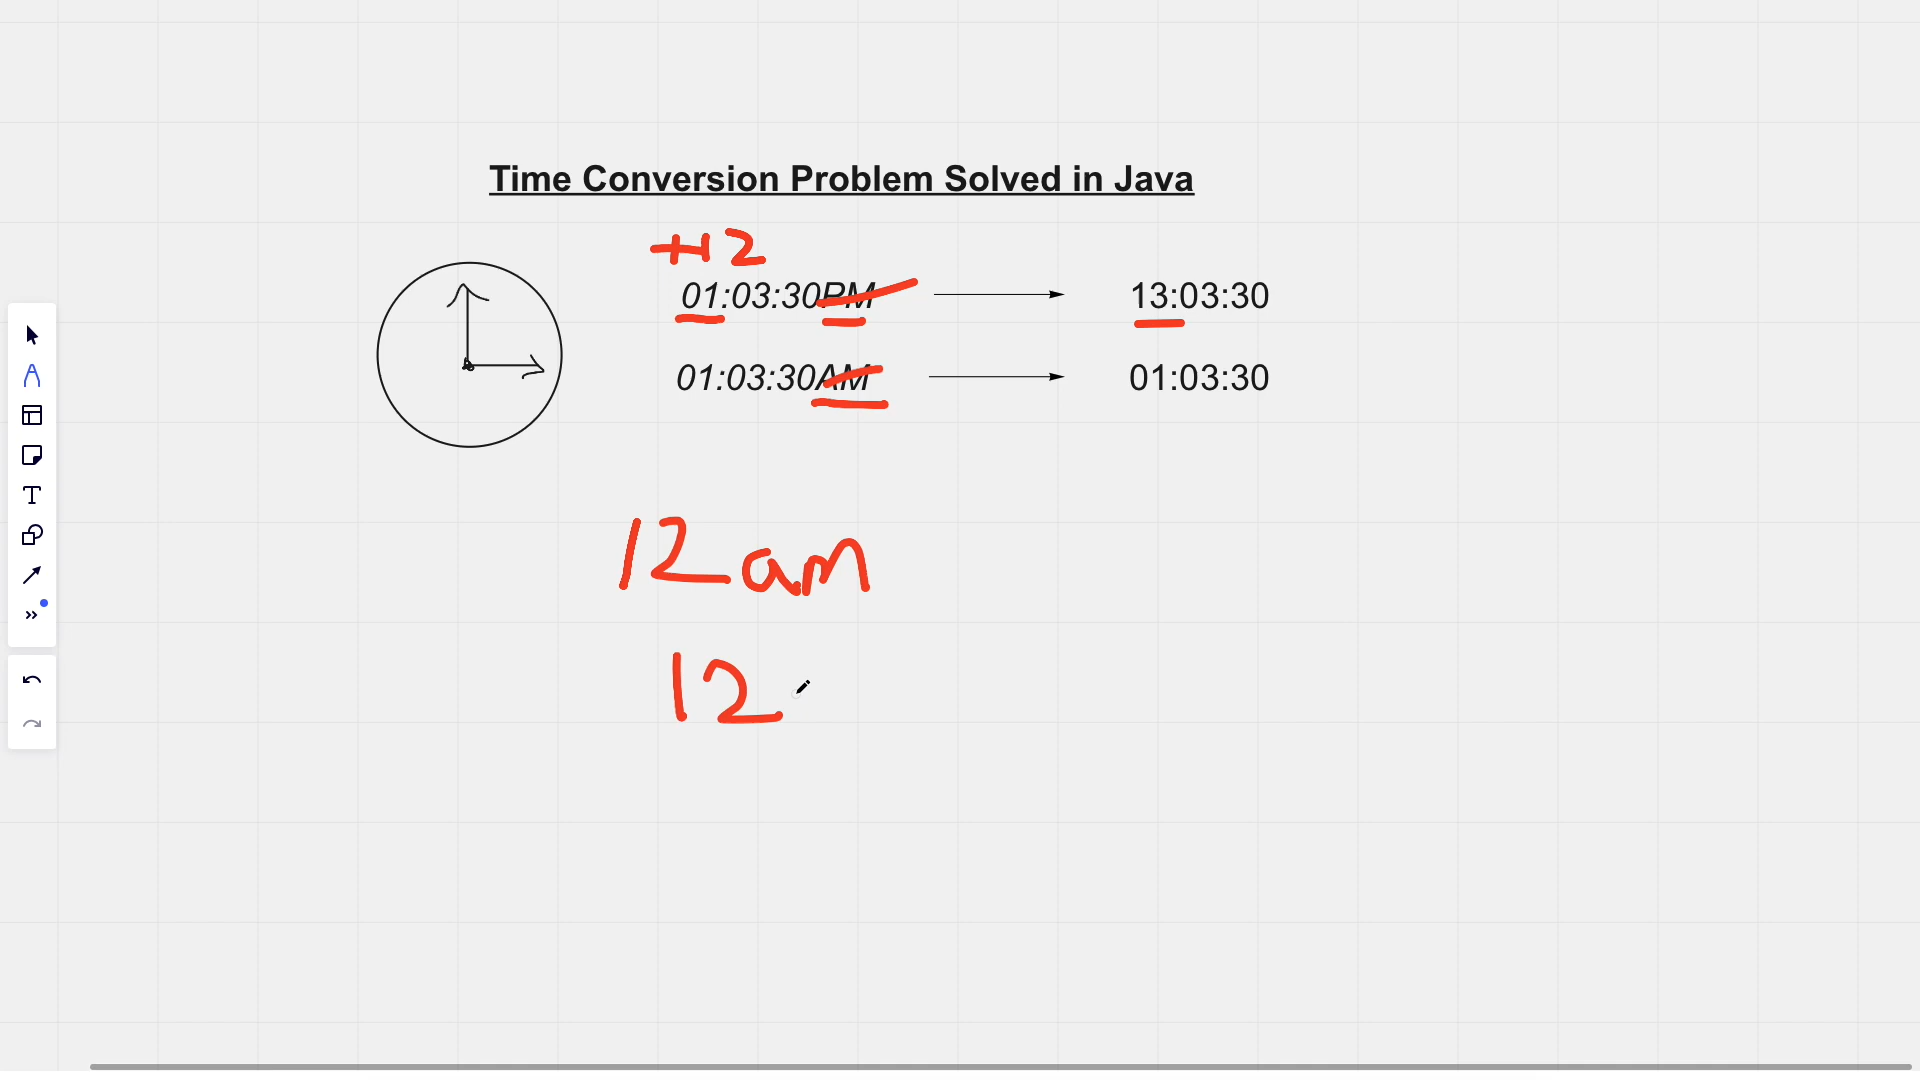 Time Conversion Problem Solved in Java
+12
01:03:30PM 13:03:30
01:03:30AM 01:03:30
12am
12